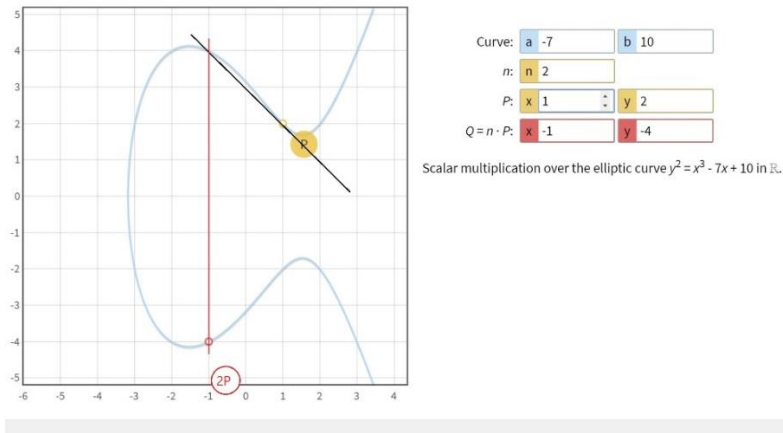 5
4
3
2
1
0
-1
-2
-3
-4
-5
-6 -5 -4 -3 -2 -1 0 1 2 3 4
P
2P
Curve: a -7 b 10
n: n 2
P: x 1 y 2
Q = n · P: x -1 y -4
Scalar multiplication over the elliptic curve y² = x³ - 7x + 10 in ℝ.